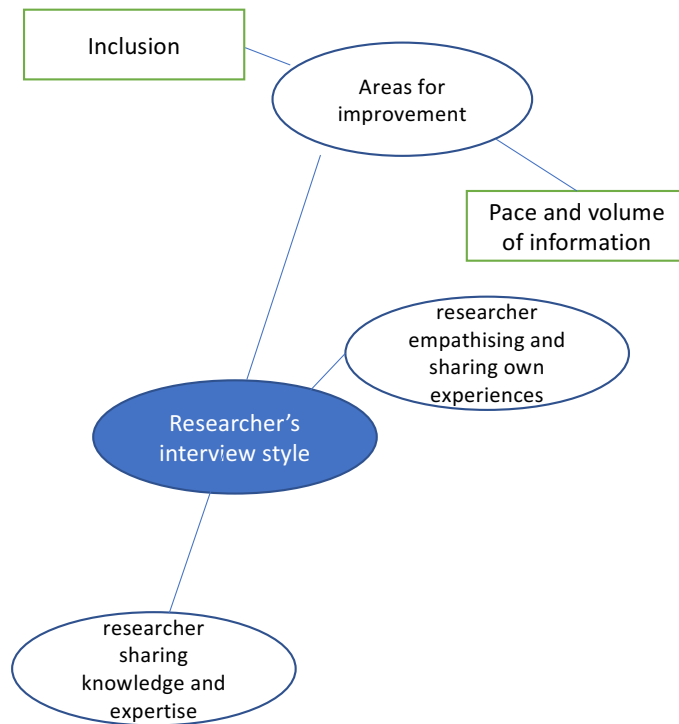 Inclusion
Areas for
improvement
Pace and volume
of information
researcher
empathising and
sharing own
experiences
Researcher’s
interview style
researcher
sharing
knowledge and
expertise